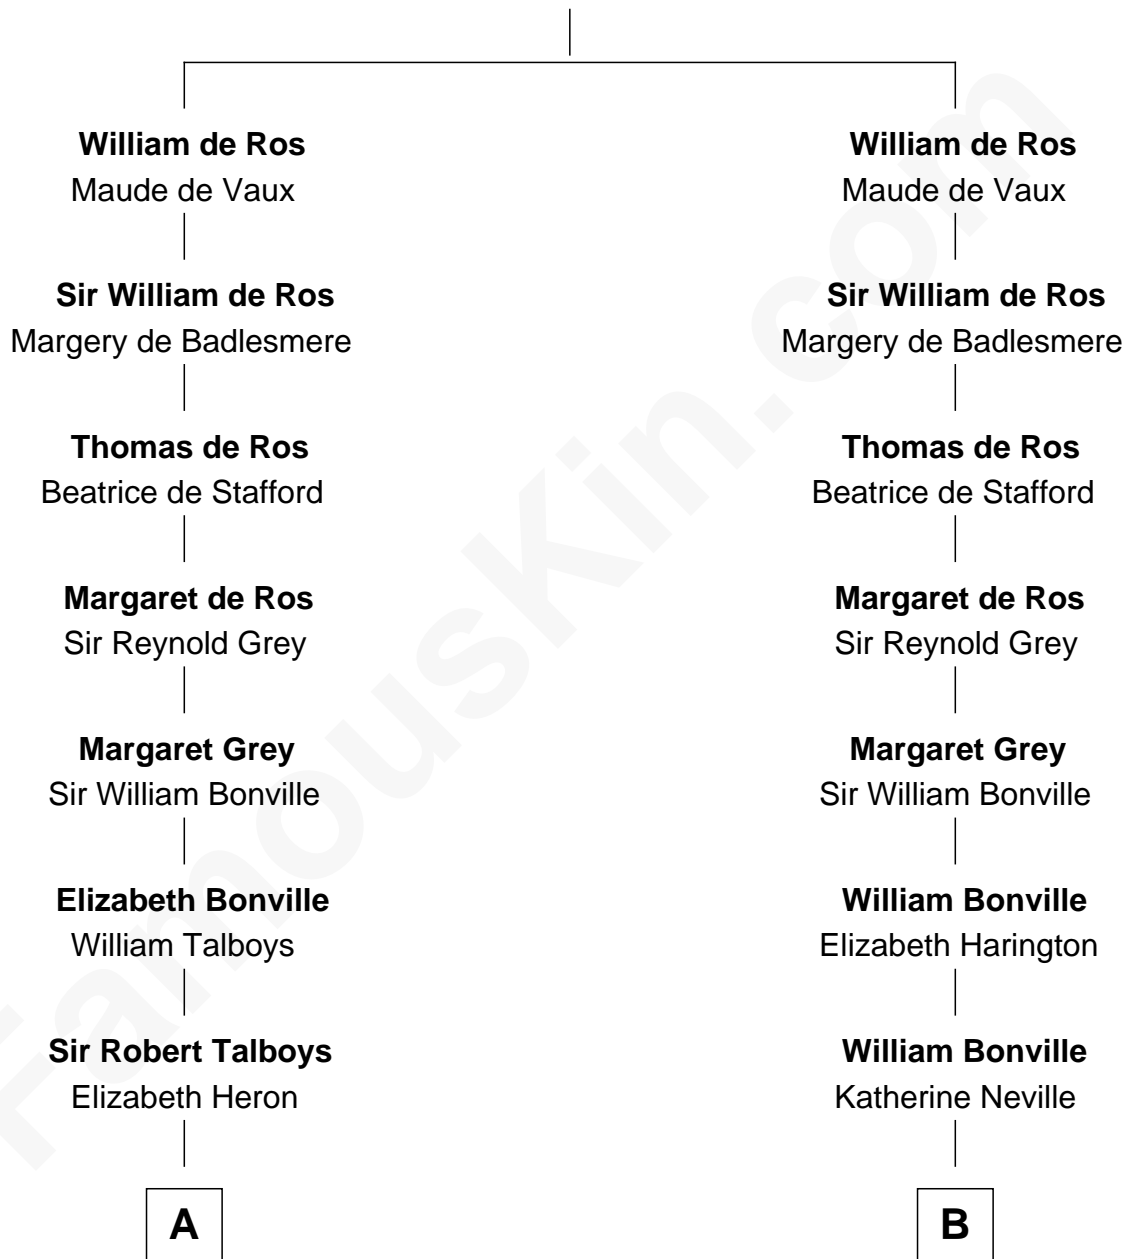 William de Ros
Maude de Vaux
William de Ros
Maude de Vaux
Sir William de Ros
Margery de Badlesmere
Sir William de Ros
Margery de Badlesmere
Thomas de Ros
Beatrice de Stafford
Thomas de Ros
Beatrice de Stafford
Margaret de Ros
Sir Reynold Grey
Margaret de Ros
Sir Reynold Grey
Margaret Grey
Sir William Bonville
Margaret Grey
Sir William Bonville
Elizabeth Bonville
William Talboys
William Bonville
Elizabeth Harington
Sir Robert Talboys
Elizabeth Heron
William Bonville
Katherine Neville
A
B
FamousKin.com